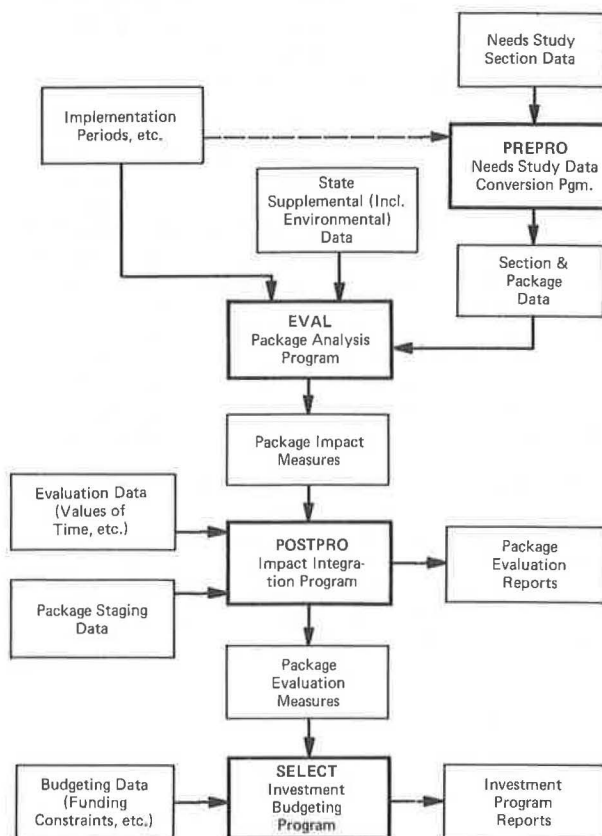 Needs Study
Section Data
Implementation
Periods, etc.
PREPRO
Needs Study Data
Conversion Pgm.
State
Supplemental (Incl.
Environmental)
Data
Section &
Package
Data
EVAL
Package Analysis
Program
Package Impact
Measures
Evaluation Data
(Values of
Time, etc.)
POSTPRO
Impact Integra-
tion Program
Package
Evaluation
Reports
Package Staging
Data
Package
Evaluation
Measures
Budgeting Data
(Funding
Constraints, etc.)
SELECT
Investment
Budgeting
Program
Investment
Program
Reports